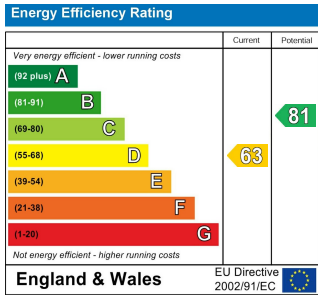 Energy Efficiency Rating
Current Potential
Very energy efficient - lower running costs
(92 plus) A
(81-91) B
81
(69-80) C
(55-68) D
63
(39-54) E
(21-38) F
(1-20) G
Not energy efficient - higher running costs
England & Wales
EU Directive
2002/91/EC